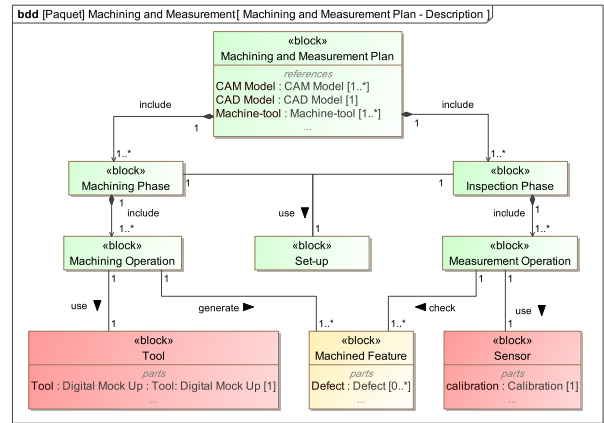 bdd [Paquet] Machining and Measurement[ Machining and Measurement Plan - Description ]
«block»
Machining and Measurement Plan
references
CAM Model : CAM Model [1..*]
CAD Model : CAD Model [1]
Machine-tool : Machine-tool [1..*]
...
include
include
1
1
1..*
1..*
«block»
Machining Phase
1
1
«block»
Inspection Phase
1
include
use
1
include
1
1..*
1..*
«block»
Machining Operation
«block»
Set-up
«block»
Measurement Operation
1
1
1
1
use
generate
check
use
1
1..*
1..*
1
«block»
Tool
parts
Tool : Digital Mock Up : Tool: Digital Mock Up [1]
...
«block»
Machined Feature
parts
Defect : Defect [0..*]
...
«block»
Sensor
parts
calibration : Calibration [1]
...